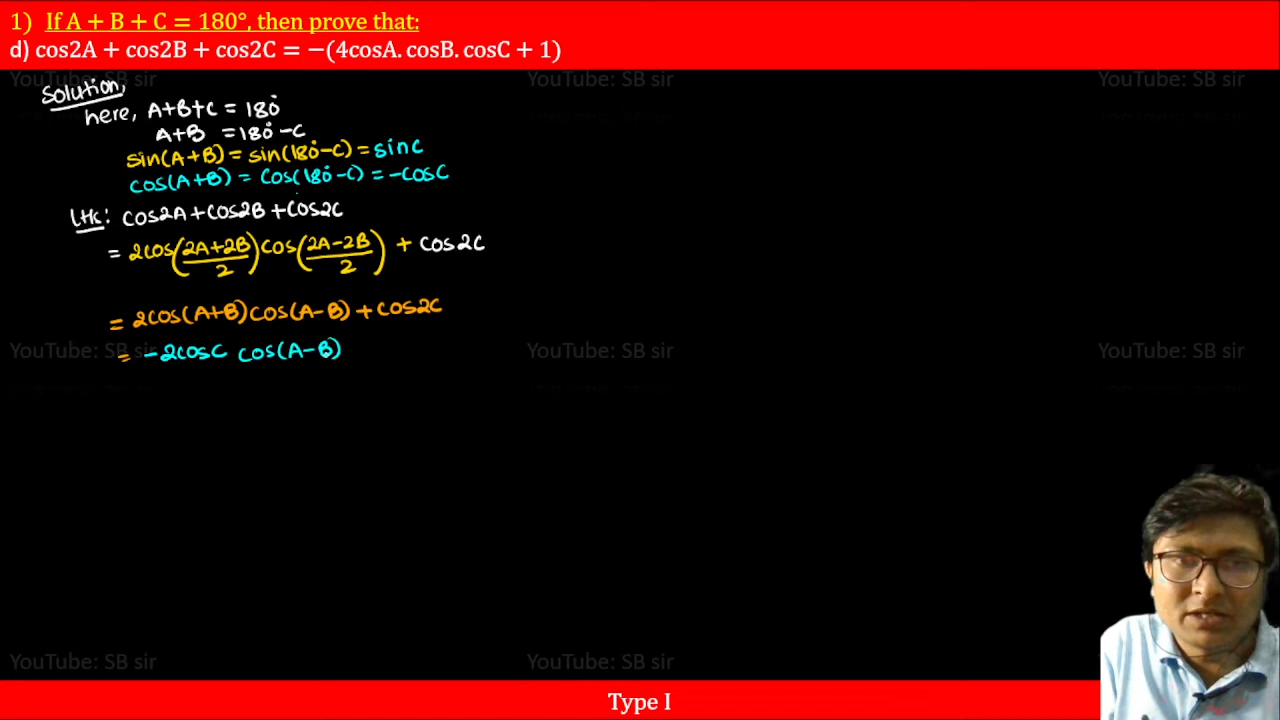 1) If A + B + C = 180°, then prove that:
d) cos2A + cos2B + cos2C = −(4cosA. cosB. cosC + 1)
YouTube: SB sir YouTube: SB sir YouTube: SB sir
Solution,
here, A+B+C = 180°
A+B = 180°-C
sin(A+B) = sin(180°-C) = sinC
cos(A+B) = cos(180°-C) = -cosC
LHS: cos2A+cos2B+cos2C
= 2cos((2A+2B)/2)cos((2A-2B)/2) + cos2C
= 2cos(A+B)cos(A-B)+cos2C
= -2cosC cos(A-B)
YouTube: SB sir YouTube: SB sir YouTube: SB sir
YouTube: SB sir YouTube: SB sir
Type I